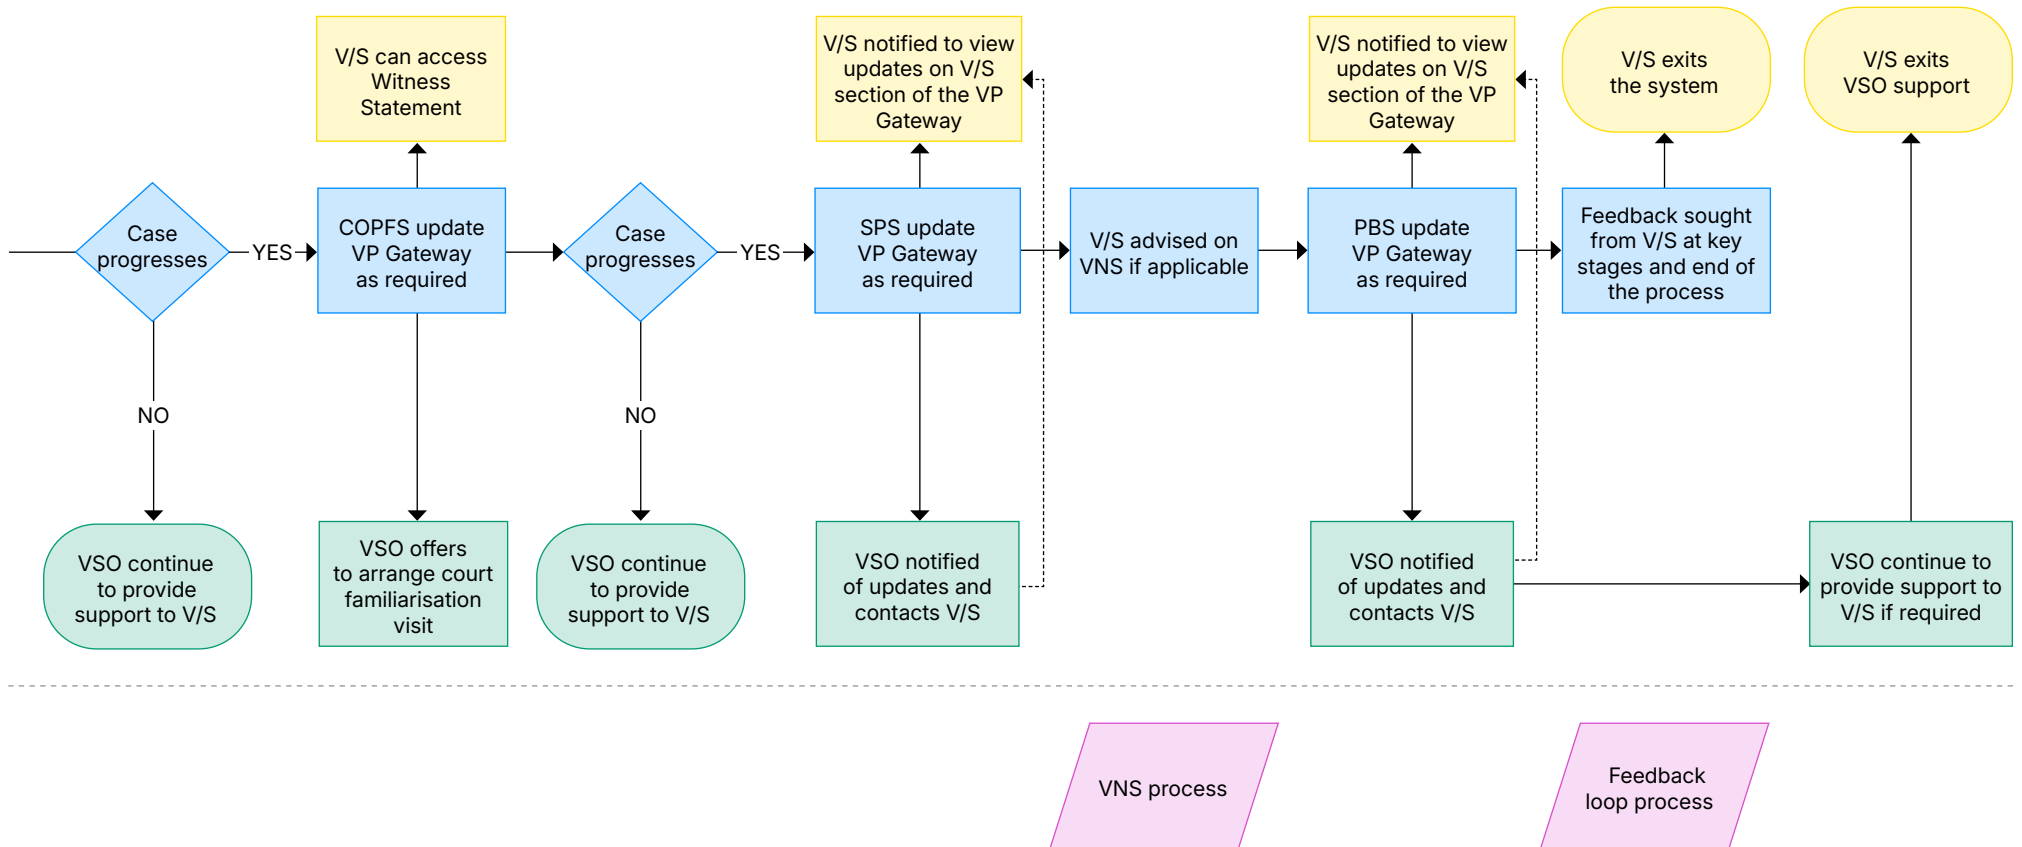 V/S can access
Witness
Statement
V/S notified to view
updates on V/S
section of the VP
Gateway
V/S notified to view
updates on V/S
section of the VP
Gateway
V/S exits
the system
V/S exits
VSO support
Case
progresses
YES
COPFS update
VP Gateway
as required
Case
progresses
YES
SPS update
VP Gateway
as required
V/S advised on
VNS if applicable
PBS update
VP Gateway
as required
Feedback sought
from V/S at key
stages and end of
the process
NO
NO
VSO continue
to provide
support to V/S
VSO offers
to arrange court
familiarisation
visit
VSO continue
to provide
support to V/S
VSO notified
of updates and
contacts V/S
VSO notified
of updates and
contacts V/S
VSO continue to
provide support to
V/S if required
VNS process
Feedback
loop process